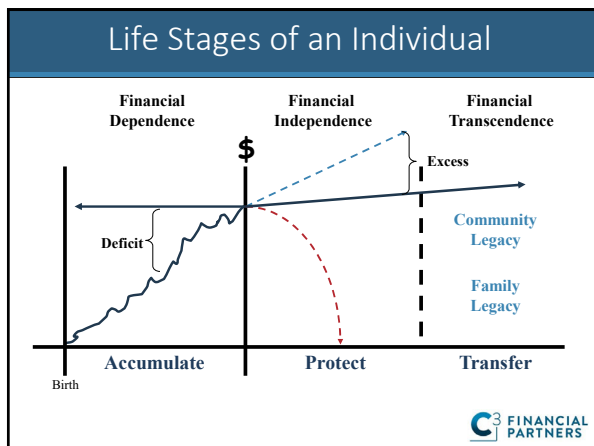 Life Stages of an Individual
Financial
Dependence
Financial
Independence
Financial
Transcendence
$
Excess
Deficit
Community
Legacy
Family
Legacy
Accumulate
Protect
Transfer
Birth
C3 FINANCIAL
PARTNERS